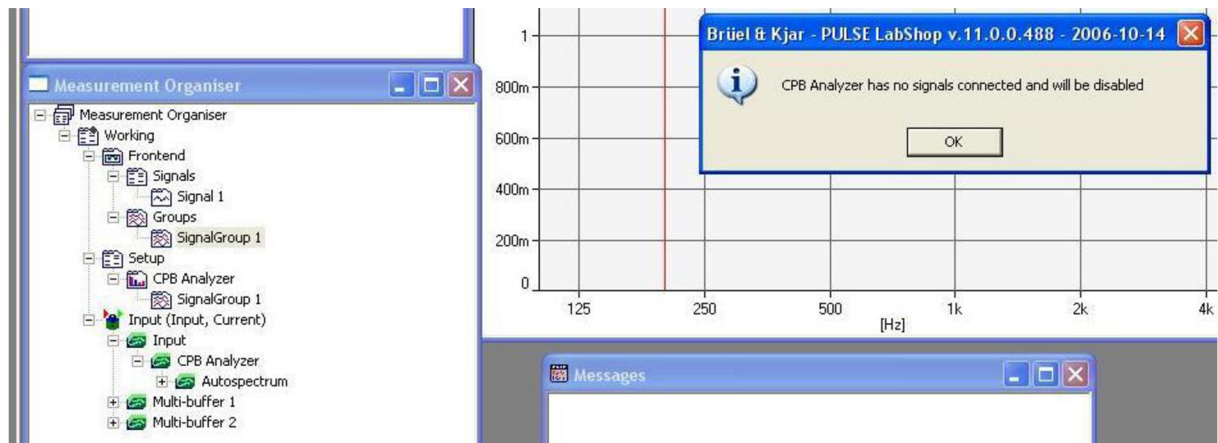 Measurement Organiser
Measurement Organiser
Working
Frontend
Signals
Signal 1
Groups
SignalGroup 1
Setup
CPB Analyzer
SignalGroup 1
Input (Input, Current)
Input
CPB Analyzer
Autospectrum
Multi-buffer 1
Multi-buffer 2
1
800m
600m
400m
200m
0
125 250 500 1k 2k 4k
[Hz]
Brüel & Kjar - PULSE LabShop v.11.0.0.488 - 2006-10-14
CPB Analyzer has no signals connected and will be disabled
OK
Messages